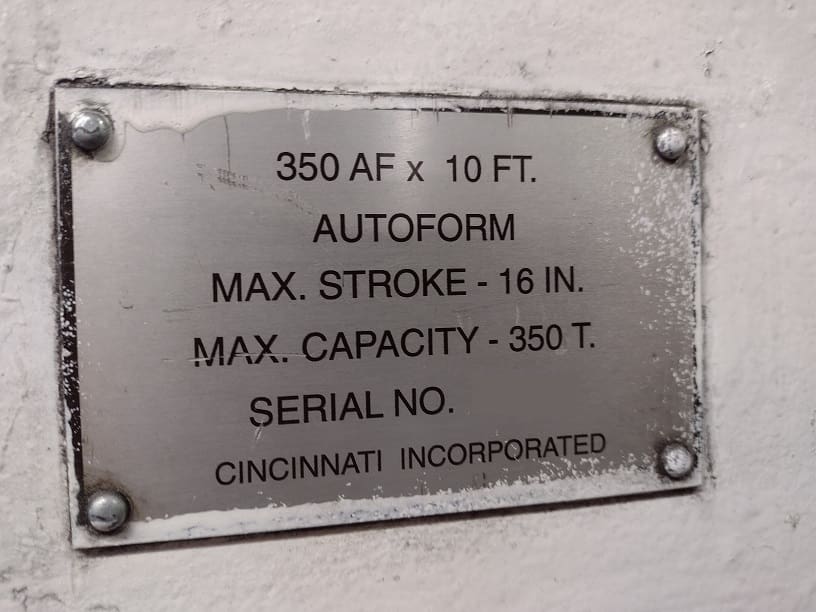 350 AF x 10 FT.
AUTOFORM
MAX. STROKE - 16 IN.
MAX. CAPACITY - 350 T.
SERIAL NO.
CINCINNATI INCORPORATED